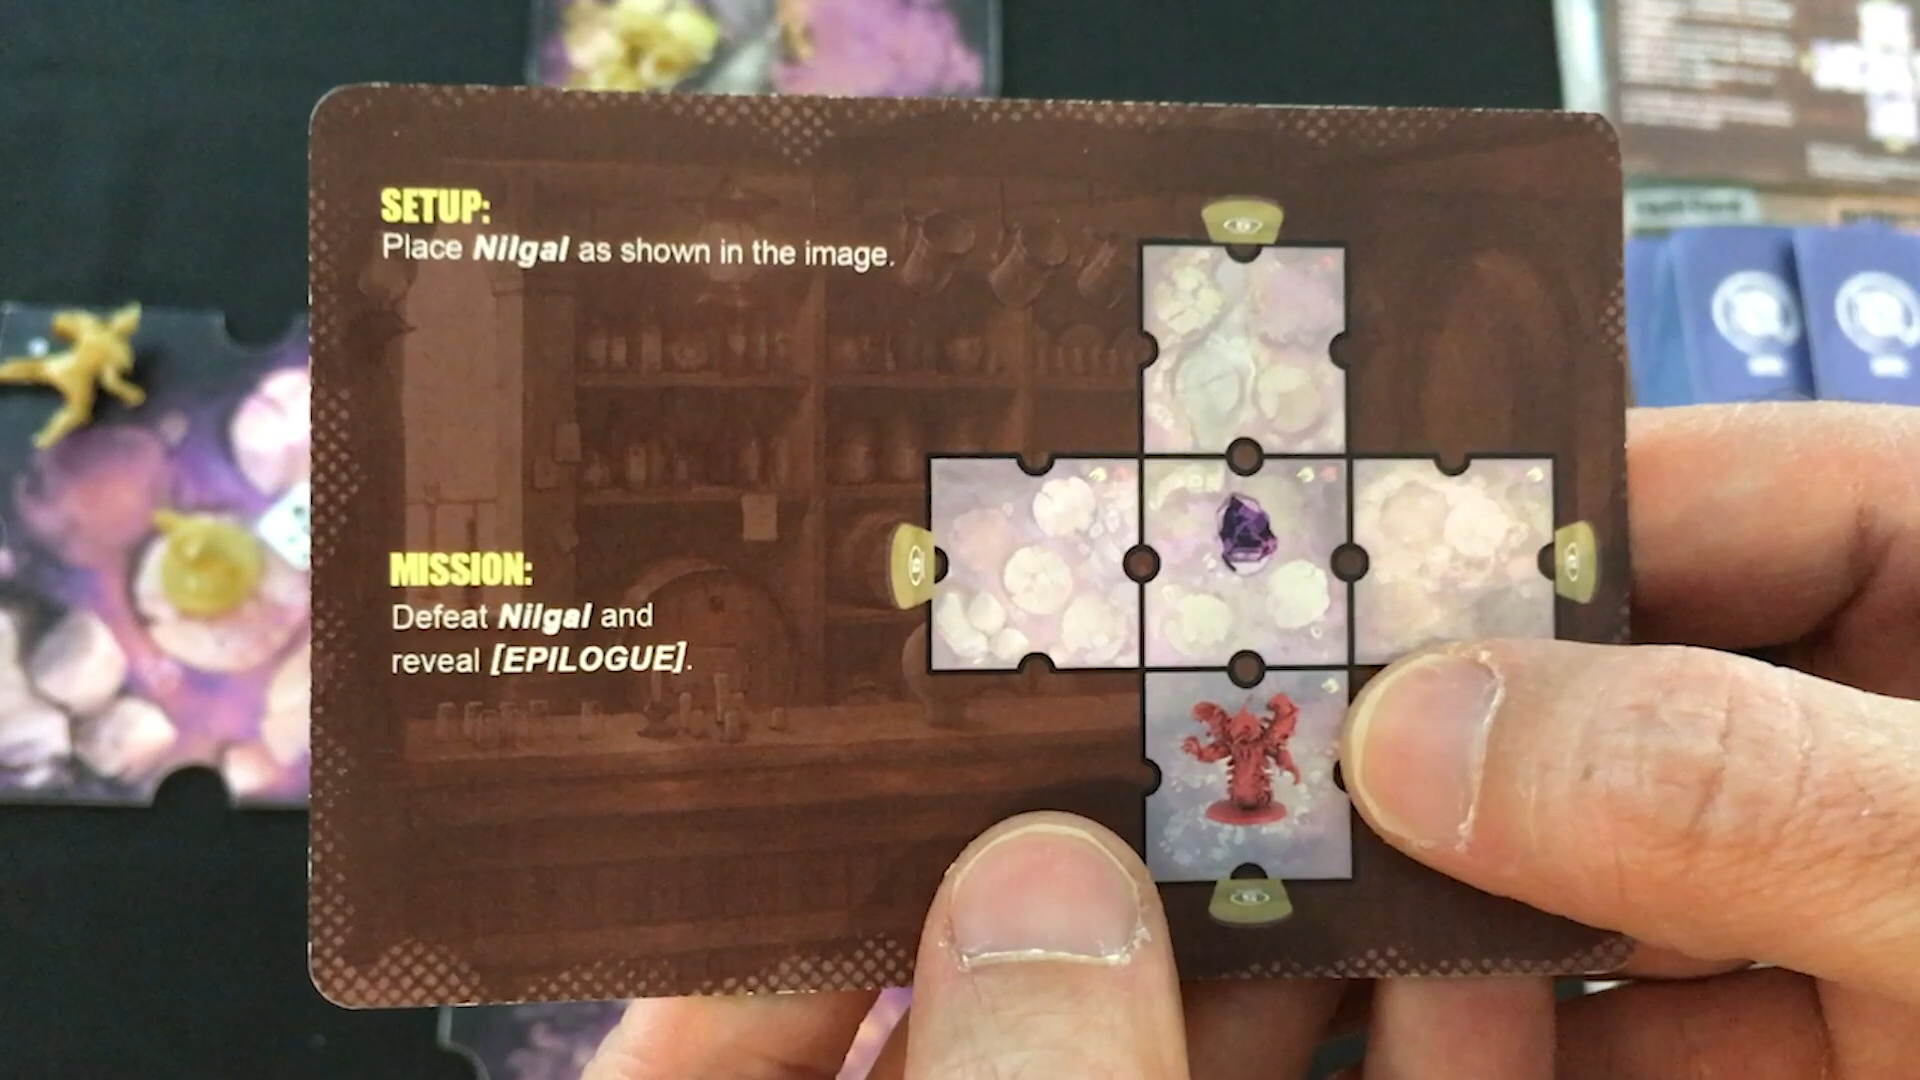 SETUP:
Place Nilgal as shown in the image.
MISSION:
Defeat Nilgal and
reveal [EPILOGUE].